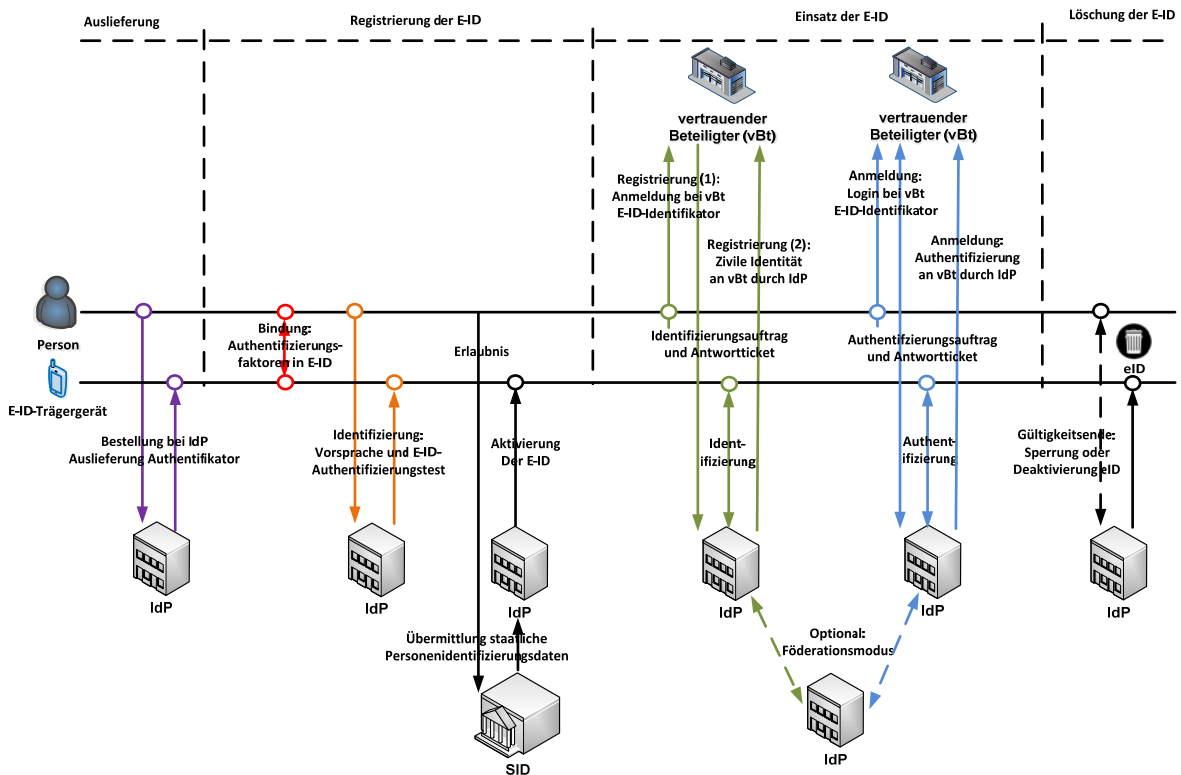 Auslieferung
Registrierung der E-ID
Einsatz der E-ID
Löschung der E-ID
vertrauender
Beteiligter (vBt)
vertrauender
Beteiligter (vBt)
Registrierung (1):
Anmeldung bei vBt
E-ID-Identifikator
Anmeldung:
Login bei vBt
E-ID-Identifikator
Registrierung (2):
Zivile Identität
an vBt durch IdP
Anmeldung:
Authentifizierung
an vBt durch IdP
Person
Bindung:
Authentifizierungs-
faktoren in E-ID
Erlaubnis
Identifizierungsauftrag
und Antwortticket
Authentifzierungsauftrag
und Antwortticket
eID
E-ID-Trägergerät
Bestellung bei IdP
Auslieferung Authentifikator
Identifizierung:
Vorsprache und E-ID-
Authentifizierungstest
Aktivierung
Der E-ID
Ident-
ifizierung
Authent-
ifizierung
Gültigkeitsende:
Sperrung oder
Deaktivierung eID
IdP
IdP
IdP
IdP
IdP
IdP
Übermittlung staatliche
Personenidentifizierungsdaten
Optional:
Föderationsmodus
SID
IdP